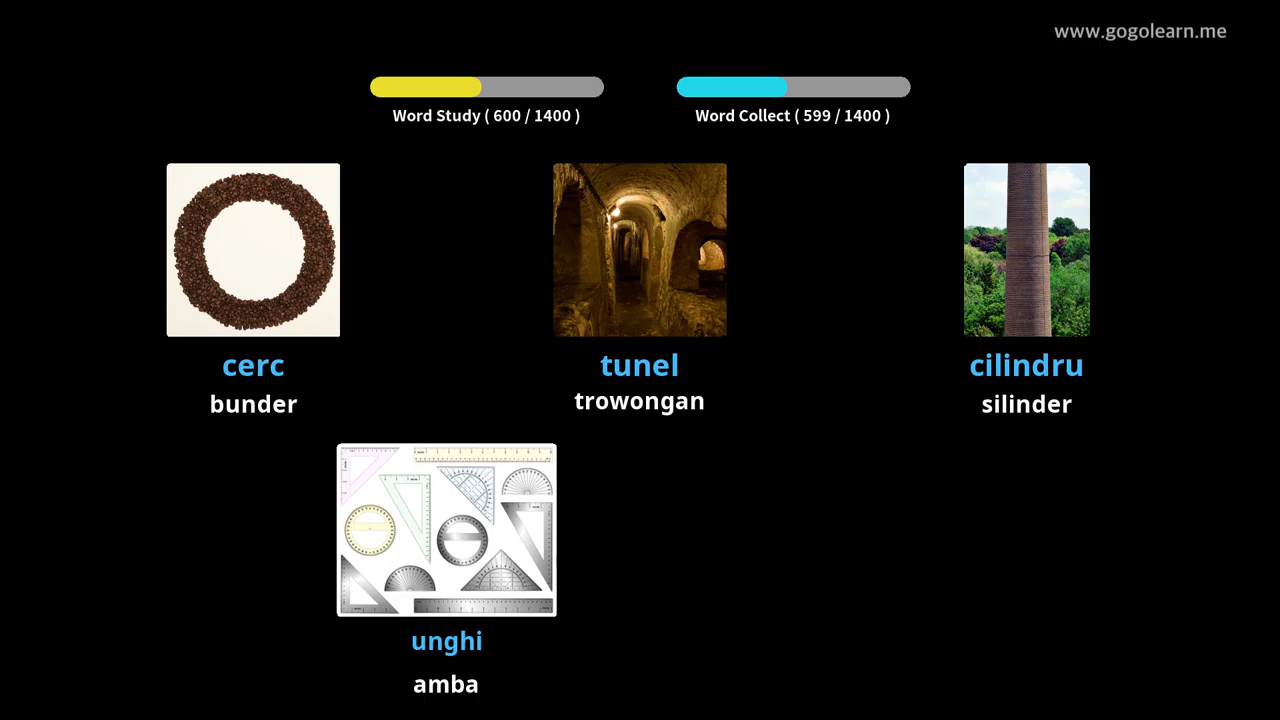 www.gogolearn.me
Word Study ( 600 / 1400 )
Word Collect ( 599 / 1400 )
cerc
bunder
tunel
trowongan
cilindru
silinder
unghi
amba